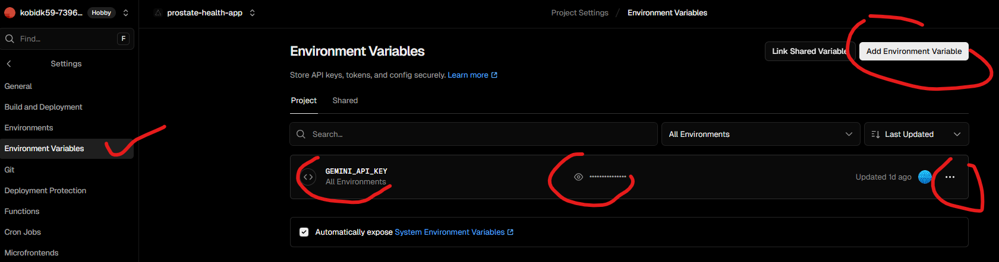 kobidk59-7396... Hobby
prostate-health-app
Project Settings / Environment Variables
Find... F
Settings
General
Build and Deployment
Environments
Environment Variables
Git
Deployment Protection
Functions
Cron Jobs
Microfrontends
Environment Variables
Link Shared Variable
Add Environment Variable
Store API keys, tokens, and config securely. Learn more
Project Shared
Search...
All Environments
Last Updated
GEMINI_API_KEY
All Environments
•••••••••••••••
Updated 1d ago
Automatically expose System Environment Variables